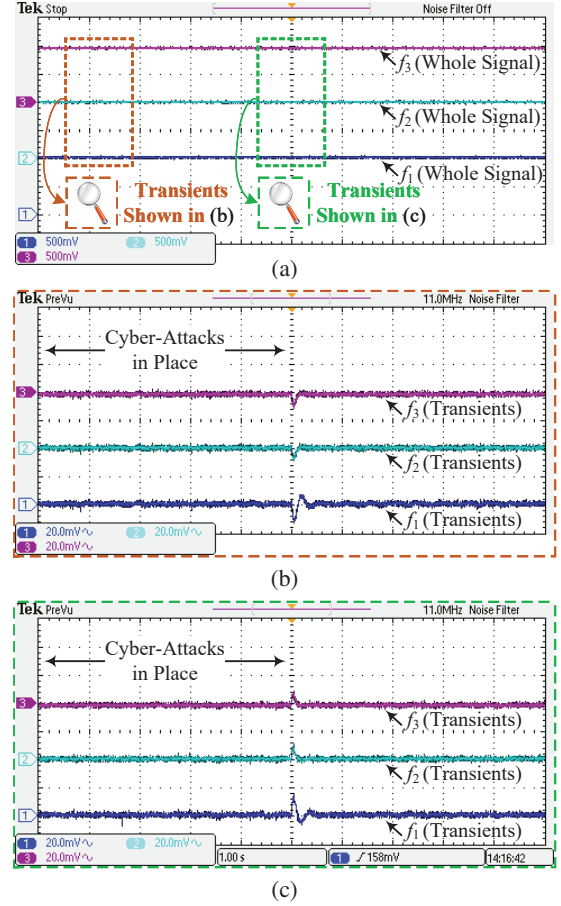 Tek Stop Noise Filter Off
f3 (Whole Signal)
3
f2 (Whole Signal)
2
f1 (Whole Signal)
Transients Transients
Shown in (b) Shown in (c)
1
1 500mV 2 500mV
3 500mV
(a)
Tek PreVu 11.0MHz Noise Filter
Cyber-Attacks
in Place
3
f3 (Transients)
2
f2 (Transients)
1
f1 (Transients)
1 20.0mV∿ 2 20.0mV∿
3 20.0mV∿
(b)
Tek PreVu 11.0MHz Noise Filter
Cyber-Attacks
in Place
3
f3 (Transients)
2
f2 (Transients)
1
f1 (Transients)
1 20.0mV∿ 2 20.0mV∿
3 20.0mV∿ 1.00 s 1 ∫ 158mV 14:16:42
(c)